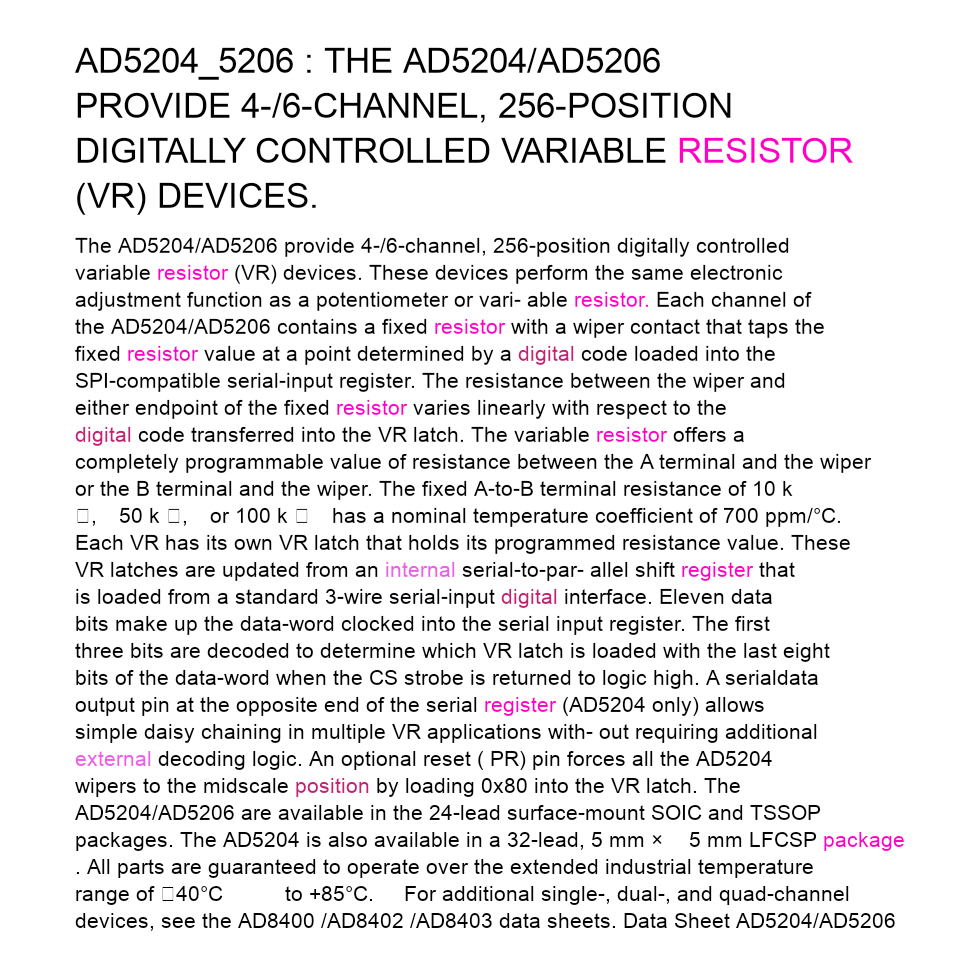 AD5204_5206 : THE AD5204/AD5206
PROVIDE 4-/6-CHANNEL, 256-POSITION
DIGITALLY CONTROLLED VARIABLE RESISTOR
(VR) DEVICES.
The AD5204/AD5206 provide 4-/6-channel, 256-position digitally controlled
variable resistor (VR) devices. These devices perform the same electronic
adjustment function as a potentiometer or vari- able resistor. Each channel of
the AD5204/AD5206 contains a fixed resistor with a wiper contact that taps the
fixed resistor value at a point determined by a digital code loaded into the
SPI-compatible serial-input register. The resistance between the wiper and
either endpoint of the fixed resistor varies linearly with respect to the
digital code transferred into the VR latch. The variable resistor offers a
completely programmable value of resistance between the A terminal and the wiper
or the B terminal and the wiper. The fixed A-to-B terminal resistance of 10 k
□, 50 k □, or 100 k □ has a nominal temperature coefficient of 700 ppm/°C.
Each VR has its own VR latch that holds its programmed resistance value. These
VR latches are updated from an internal serial-to-par- allel shift register that
is loaded from a standard 3-wire serial-input digital interface. Eleven data
bits make up the data-word clocked into the serial input register. The first
three bits are decoded to determine which VR latch is loaded with the last eight
bits of the data-word when the CS strobe is returned to logic high. A serialdata
output pin at the opposite end of the serial register (AD5204 only) allows
simple daisy chaining in multiple VR applications with- out requiring additional
external decoding logic. An optional reset ( PR) pin forces all the AD5204
wipers to the midscale position by loading 0x80 into the VR latch. The
AD5204/AD5206 are available in the 24-lead surface-mount SOIC and TSSOP
packages. The AD5204 is also available in a 32-lead, 5 mm × 5 mm LFCSP package
. All parts are guaranteed to operate over the extended industrial temperature
range of □40°C to +85°C. For additional single-, dual-, and quad-channel
devices, see the AD8400 /AD8402 /AD8403 data sheets. Data Sheet AD5204/AD5206